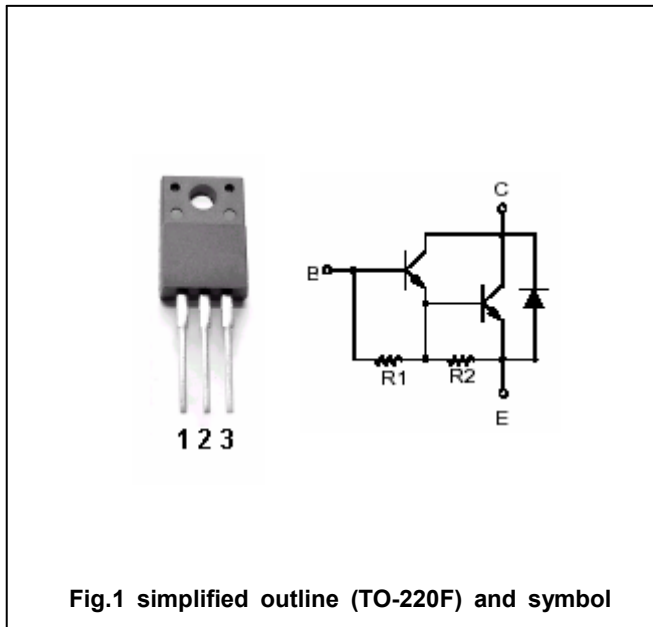 C
B
R1
R2
E
1 2 3
Fig.1 simplified outline (TO-220F) and symbol